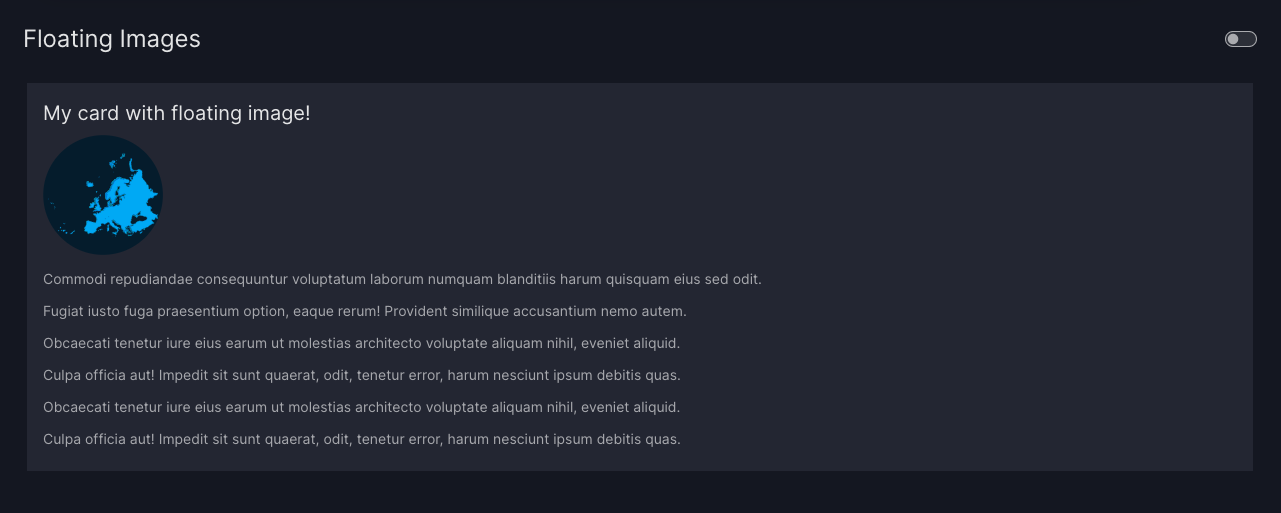 Floating Images
My card with floating image!
Commodi repudiandae consequuntur voluptatum laborum numquam blanditiis harum quisquam eius sed odit.
Fugiat iusto fuga praesentium option, eaque rerum! Provident similique accusantium nemo autem.
Obcaecati tenetur iure eius earum ut molestias architecto voluptate aliquam nihil, eveniet aliquid.
Culpa officia aut! Impedit sit sunt quaerat, odit, tenetur error, harum nesciunt ipsum debitis quas.
Obcaecati tenetur iure eius earum ut molestias architecto voluptate aliquam nihil, eveniet aliquid.
Culpa officia aut! Impedit sit sunt quaerat, odit, tenetur error, harum nesciunt ipsum debitis quas.